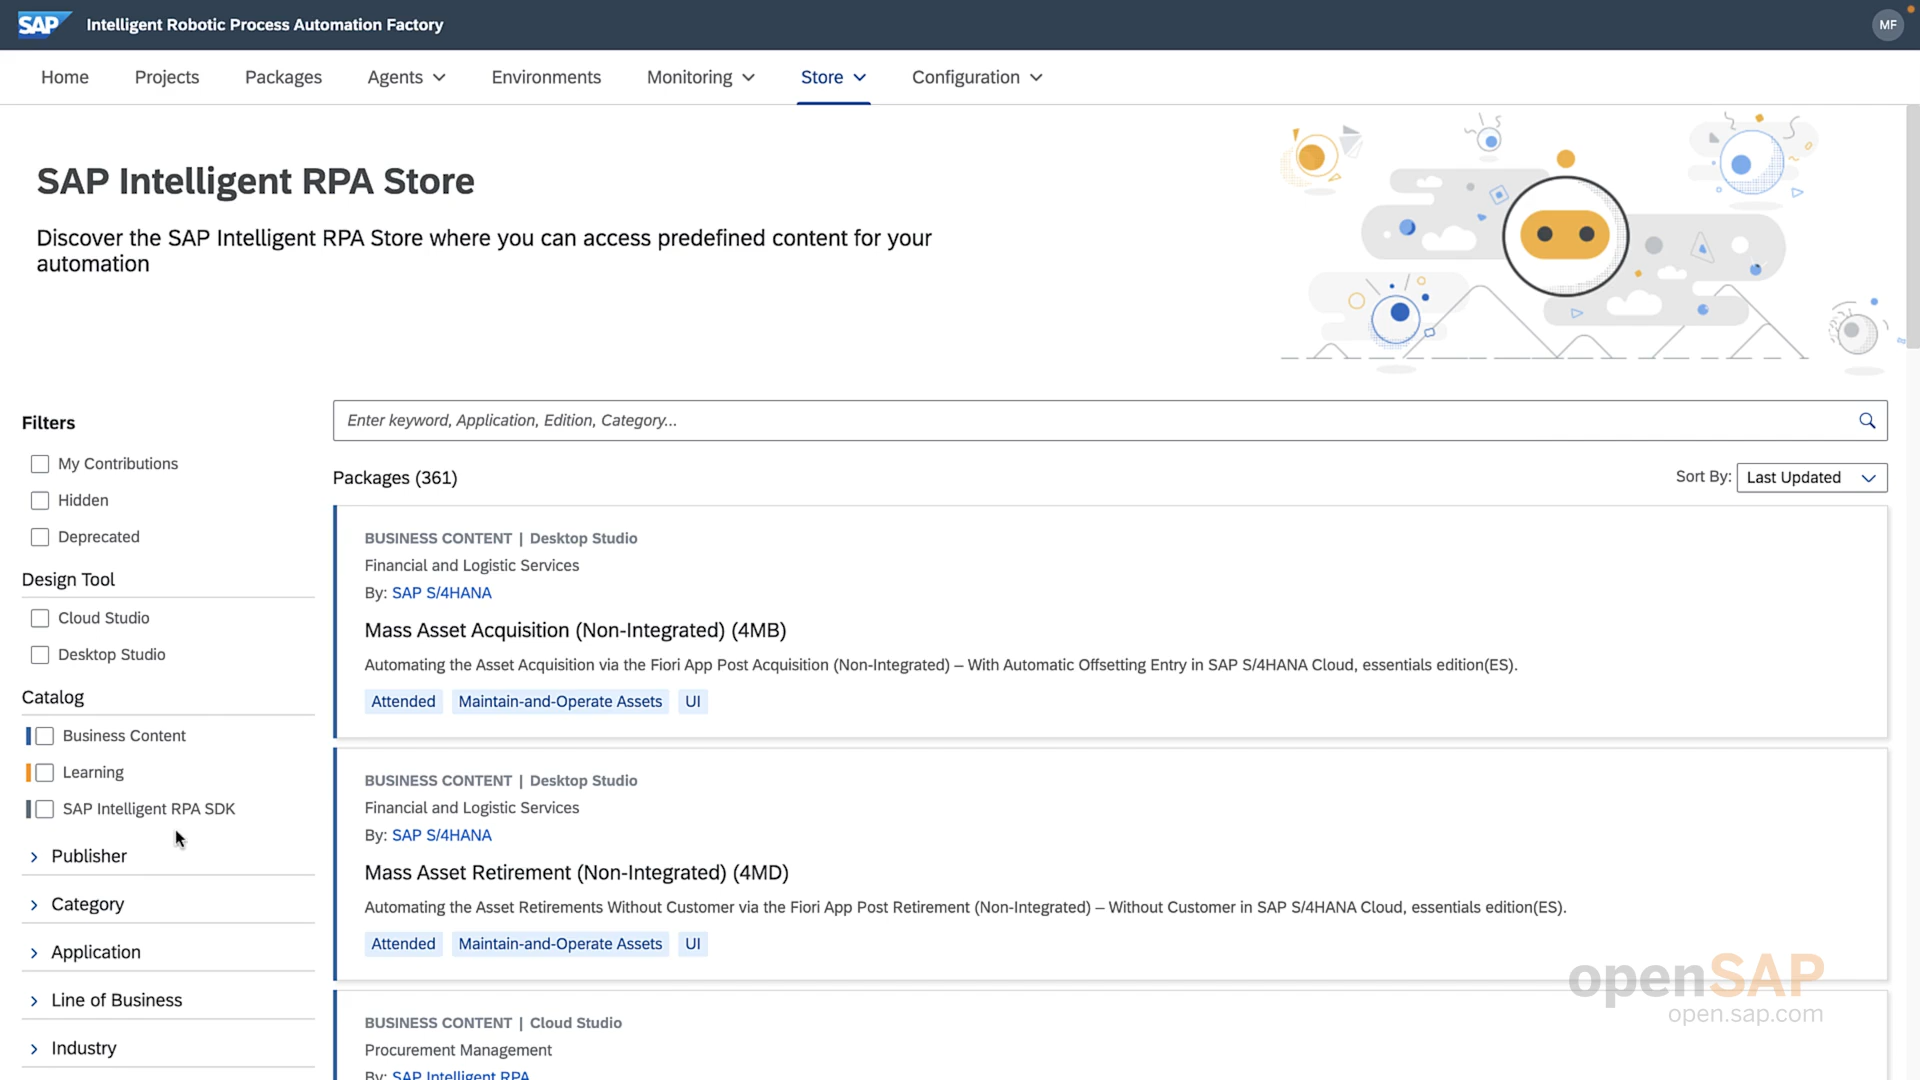 SAP Intelligent Robotic Process Automation Factory MF
Home Projects Packages Agents Environments Monitoring Store Configuration
SAP Intelligent RPA Store
Discover the SAP Intelligent RPA Store where you can access predefined content for your
automation
Filters
My Contributions
Hidden
Deprecated
Design Tool
Cloud Studio
Desktop Studio
Catalog
Business Content
Learning
SAP Intelligent RPA SDK
Publisher
Category
Application
Line of Business
Industry
Enter keyword, Application, Edition, Category...
Packages (361)
Sort By: Last Updated
BUSINESS CONTENT | Desktop Studio
Financial and Logistic Services
By: SAP S/4HANA
Mass Asset Acquisition (Non-Integrated) (4MB)
Automating the Asset Acquisition via the Fiori App Post Acquisition (Non-Integrated) – With Automatic Offsetting Entry in SAP S/4HANA Cloud, essentials edition(ES).
Attended Maintain-and-Operate Assets UI
BUSINESS CONTENT | Desktop Studio
Financial and Logistic Services
By: SAP S/4HANA
Mass Asset Retirement (Non-Integrated) (4MD)
Automating the Asset Retirements Without Customer via the Fiori App Post Retirement (Non-Integrated) – Without Customer in SAP S/4HANA Cloud, essentials edition(ES).
Attended Maintain-and-Operate Assets UI
BUSINESS CONTENT | Cloud Studio
Procurement Management
By: SAP Intelligent RPA
openSAP
open.sap.com